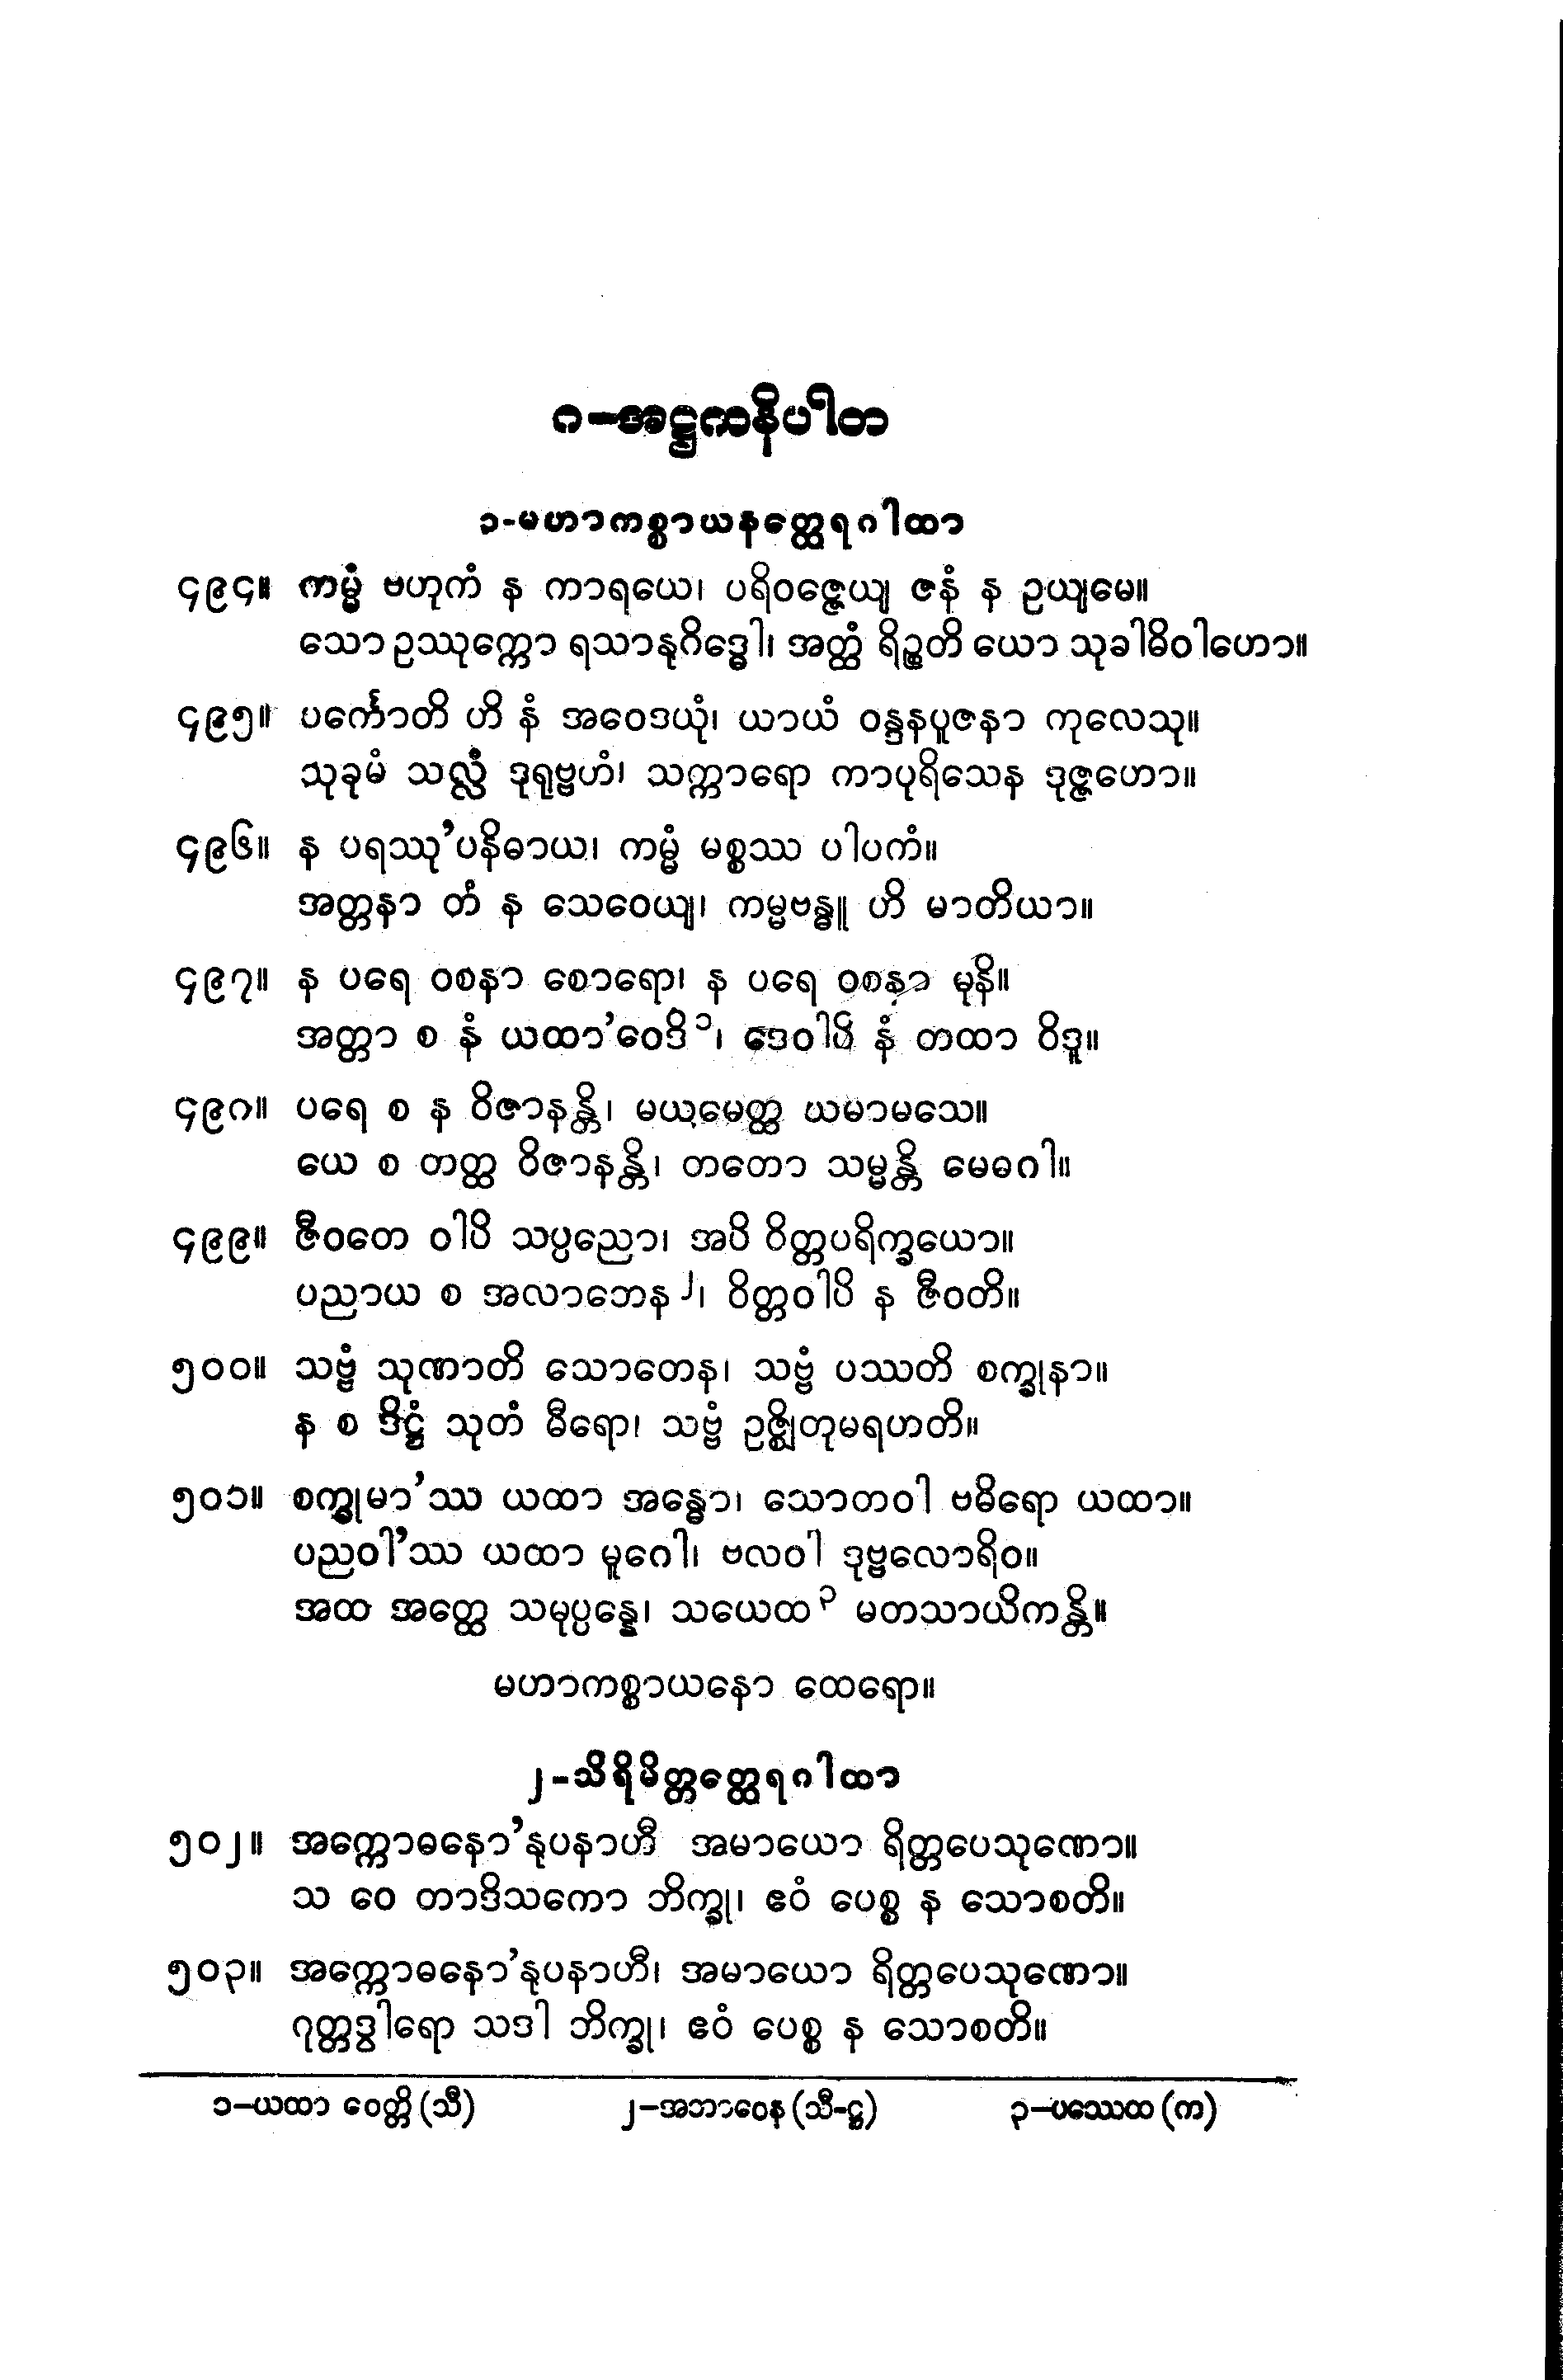 ၈-အဋ္ဌကနိပါတ
၁-မဟာကစ္စာယနတ္ထေရဂါထာ
၄၉၄။ ကမ္မံ ဗဟုကံ န ကာရယေ၊ ပရိဝဇ္ဇေယျ ဇနံ န ဥယျမေ။
သော ဥဿုက္ကော ရသာနုဂိဒ္ဓေါ၊ အတ္ထံ ရိဉ္စတိ ယော သုခါဓိဝါဟော။
၄၉၅။ ပင်္ကောတိ ဟိ နံ အဝေဒယုံ၊ ယာယံ ဝန္ဒနပူဇနာ ကုလေသု။
သုခုမံ သလ္လံ ဒုရုဗ္ဗဟံ၊ သက္ကာရော ကာပုရိသေန ဒုဇ္ဇဟော။
၄၉၆။ န ပရဿု’ပနိဓာယ၊ ကမ္မံ မစ္စဿ ပါပကံ။
အတ္တနာ တံ န သေဝေယျ၊ ကမ္မဗန္ဓူ ဟိ မာတိယာ။
၄၉၇။ န ပရေ ဝစနာ စောရော၊ န ပရေ ဝစနာ မုနိ။
အတ္တာ စ နံ ယထာ’ဝေဒိ ၁၊ ဒေဝါပိ နံ တထာ ဝိဒူ။
၄၉၈။ ပရေ စ န ဝိဇာနန္တိ၊ မယမေတ္ထ ယမာမသေ။
ယေ စ တတ္ထ ဝိဇာနန္တိ၊ တတော သမ္မန္တိ မေဓဂါ။
၄၉၉။ ဇီဝတေ ဝါပိ သပ္ပညော၊ အပိ ဝိတ္တပရိက္ခယော။
ပညာယ စ အလာဘေန ၂၊ ဝိတ္တဝါပိ န ဇီဝတိ။
၅၀၀။ သဗ္ဗံ သုဏာတိ သောတေန၊ သဗ္ဗံ ပဿတိ စက္ခုနာ။
န စ ဒိဋ္ဌံ သုတံ ဓီရော၊ သဗ္ဗံ ဥဇ္ဈိတုမရဟတိ။
၅၀၁။ စက္ခုမာ’ဿ ယထာ အန္ဓော၊ သောတဝါ ဗဓိရော ယထာ။
ပညဝါ’ဿ ယထာ မူဂေါ၊ ဗလဝါ ဒုဗ္ဗလောရိဝ။
အထ အတ္ထေ သမုပ္ပန္နေ၊ သယေထ ၃ မတသာယိကန္တိ။
မဟာကစ္စာယနော ထေရော။
၂-သိရိမိတ္တတ္ထေရဂါထာ
၅၀၂။ အက္ကောဓနော’နုပနာဟီ အမာယော ရိတ္တပေသုဏော။
သ ဝေ တာဒိသကော ဘိက္ခု၊ ဧဝံ ပေစ္စ န သောစတိ။
၅၀၃။ အက္ကောဓနော’နုပနာဟီ၊ အမာယော ရိတ္တပေသုဏော။
ဂုတ္တဒွါရော သဒါ ဘိက္ခု၊ ဧဝံ ပေစ္စ န သောစတိ။
၁-ယထာ ဝေတ္တိ (သီ) ၂-အဘာဝေန (သီ-ဋ္ဌ) ၃-ပဿေထ (က)